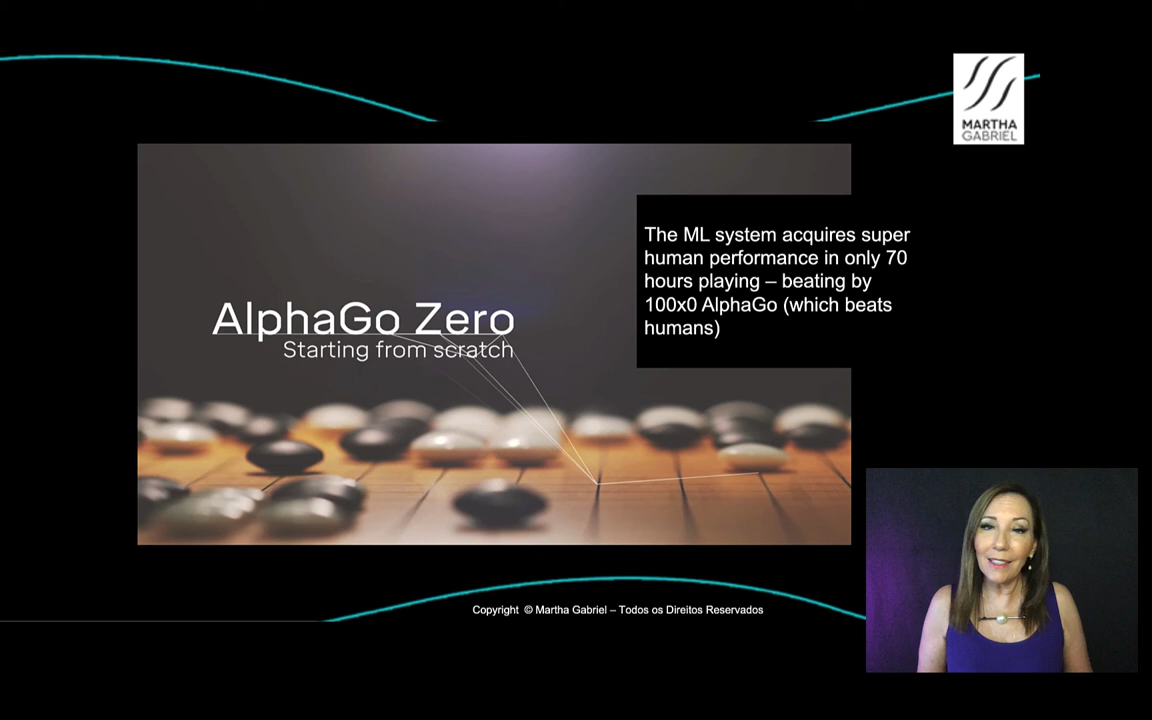 MARTHA
GABRIEL
AlphaGo Zero
Starting from scratch
The ML system acquires super
human performance in only 70
hours playing – beating by
100x0 AlphaGo (which beats
humans)
Copyright © Martha Gabriel – Todos os Direitos Reservados